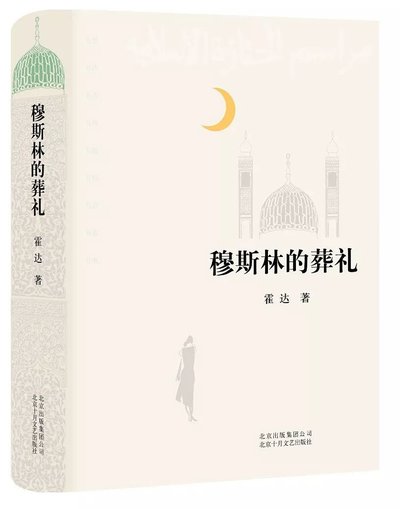 穆斯林的葬礼
霍达 著
北京出版集团公司
北京十月文艺出版社
穆斯林的葬礼
霍达 著
北京出版集团公司
北京十月文艺出版社